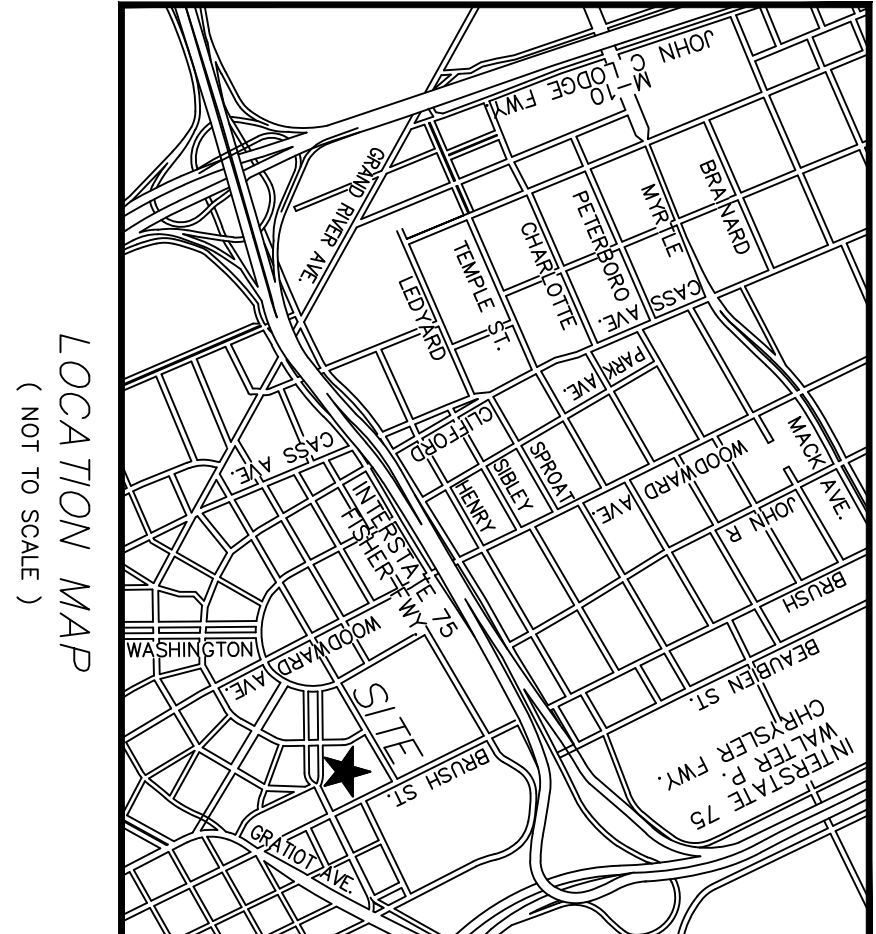 LOCATION MAP
( NOT TO SCALE )
JOHN C LODGE FWY
M-10
GRAND RIVER AVE.
BRANARD
MYRTLE
PETERBORO
CHARLOTTE
TEMPLE ST.
LEDYARD
CASS AVE.
PARK AVE.
CLIFFORD
SPROAT
SIBLEY
HENRY
WOODWARD AVE.
MACK AVE.
JOHN R
BRUSH
BEAUBIEN ST.
INTERSTATE 75
WALTER P.
CHRYSLER FWY.
CASS AVE.
INTERSTATE 75
FISHER FWY
WASHINGTON
WOODWARD AVE.
SITE
BRUSH ST.
GRATIOT AVE.